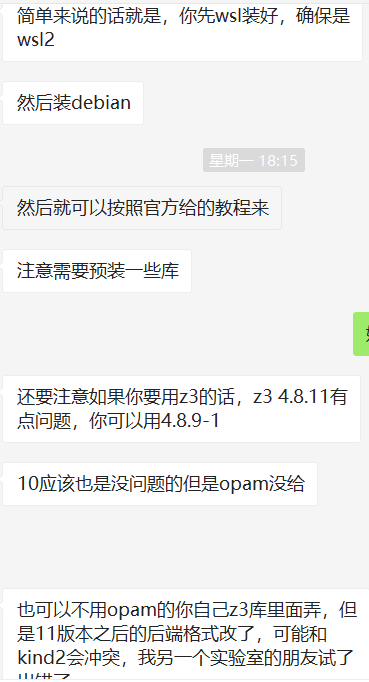 简单来说的话就是，你先wsl装好，确保是
wsl2
然后装debian
星期一 18:15
然后就可以按照官方给的教程来
注意需要预装一些库
还要注意如果你要用z3的话，z3 4.8.11有
点问题，你可以用4.8.9-1
10应该也是没问题的但是opam没给
也可以不用opam的你自己z3库里面弄，但
是11版本之后的后端格式改了，可能和
kind2会冲突，我另一个实验室的朋友试了